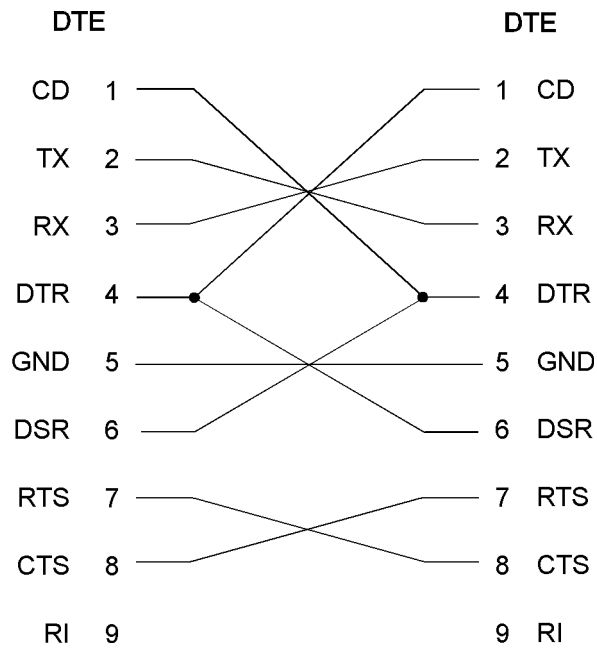 DTE DTE
CD 1 1 CD
TX 2 2 TX
RX 3 3 RX
DTR 4 4 DTR
GND 5 5 GND
DSR 6 6 DSR
RTS 7 7 RTS
CTS 8 8 CTS
RI 9 9 RI